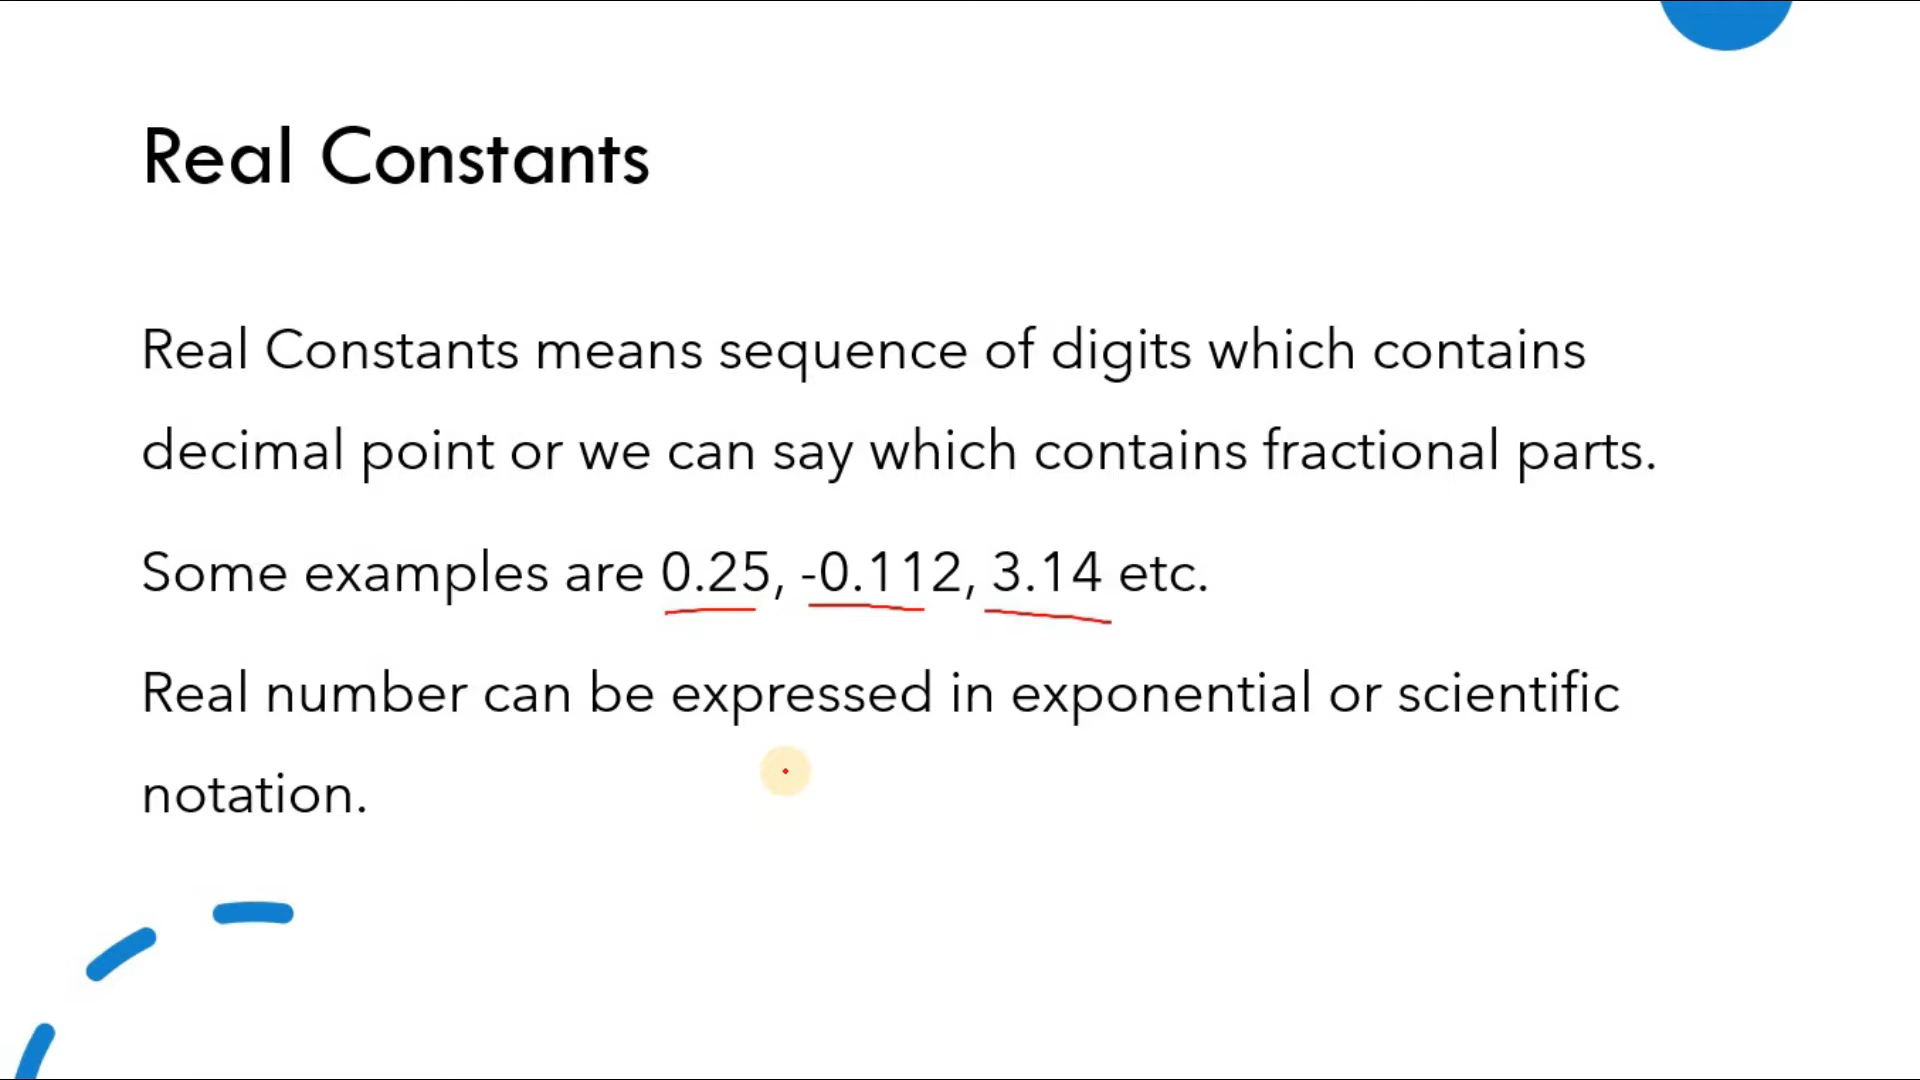 Real Constants
Real Constants means sequence of digits which contains
decimal point or we can say which contains fractional parts.
Some examples are 0.25, -0.112, 3.14 etc.
Real number can be expressed in exponential or scientific
notation.